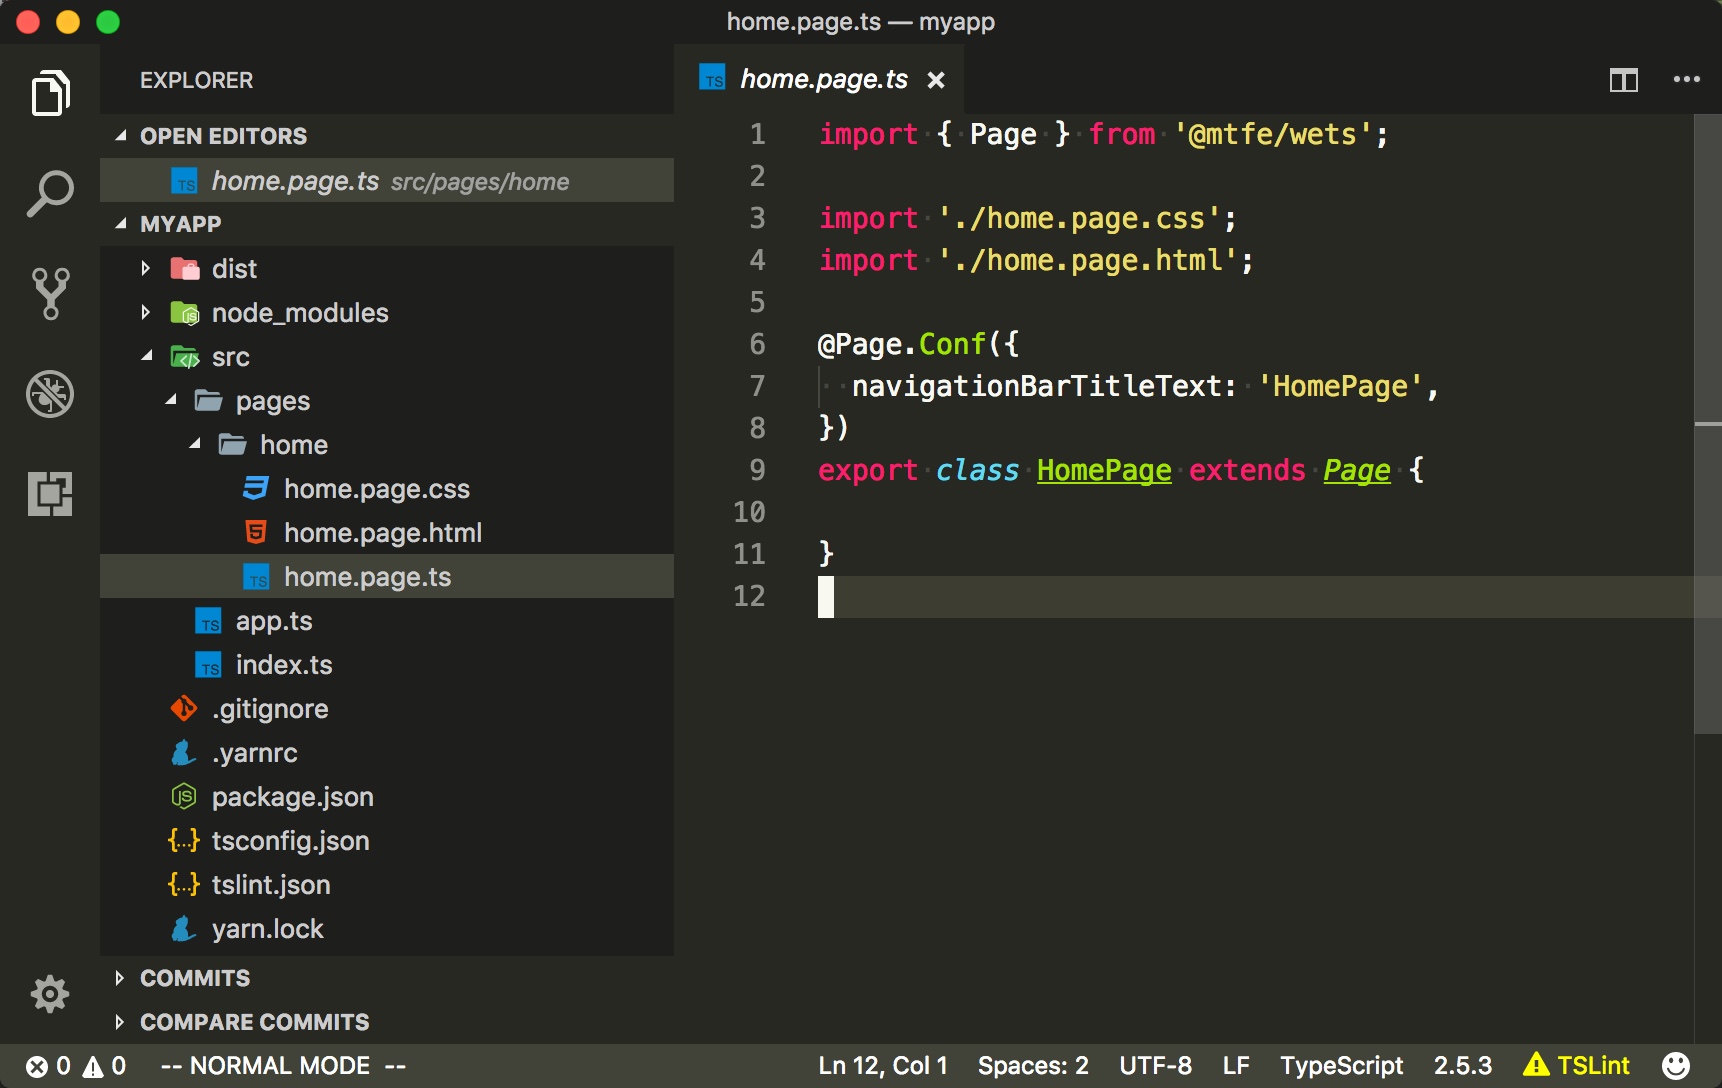 home.page.ts — myapp
EXPLORER
OPEN EDITORS
TS home.page.ts src/pages/home
MYAPP
dist
node_modules
src
pages
home
home.page.css
home.page.html
TS home.page.ts
TS app.ts
TS index.ts
.gitignore
.yarnrc
package.json
tsconfig.json
tslint.json
yarn.lock
COMMITS
COMPARE COMMITS
TS home.page.ts
1 import { Page } from '@mtfe/wets';
2
3 import './home.page.css';
4 import './home.page.html';
5
6 @Page.Conf({
7 navigationBarTitleText: 'HomePage',
8 })
9 export class HomePage extends Page {
10
11 }
12
0 0 -- NORMAL MODE -- Ln 12, Col 1 Spaces: 2 UTF-8 LF TypeScript 2.5.3 TSLint